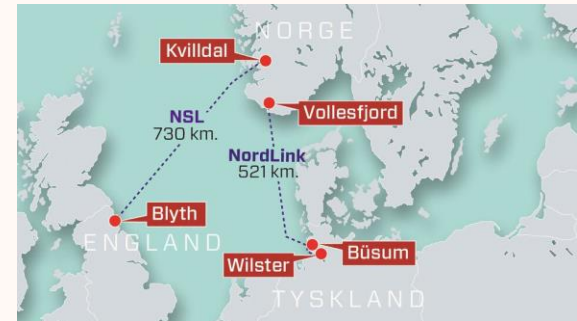 NORGE
Kvilldal
Vollesfjord
NSL
730 km.
NordLink
521 km.
Blyth
ENGLAND
Büsum
Wilster
TYSKLAND